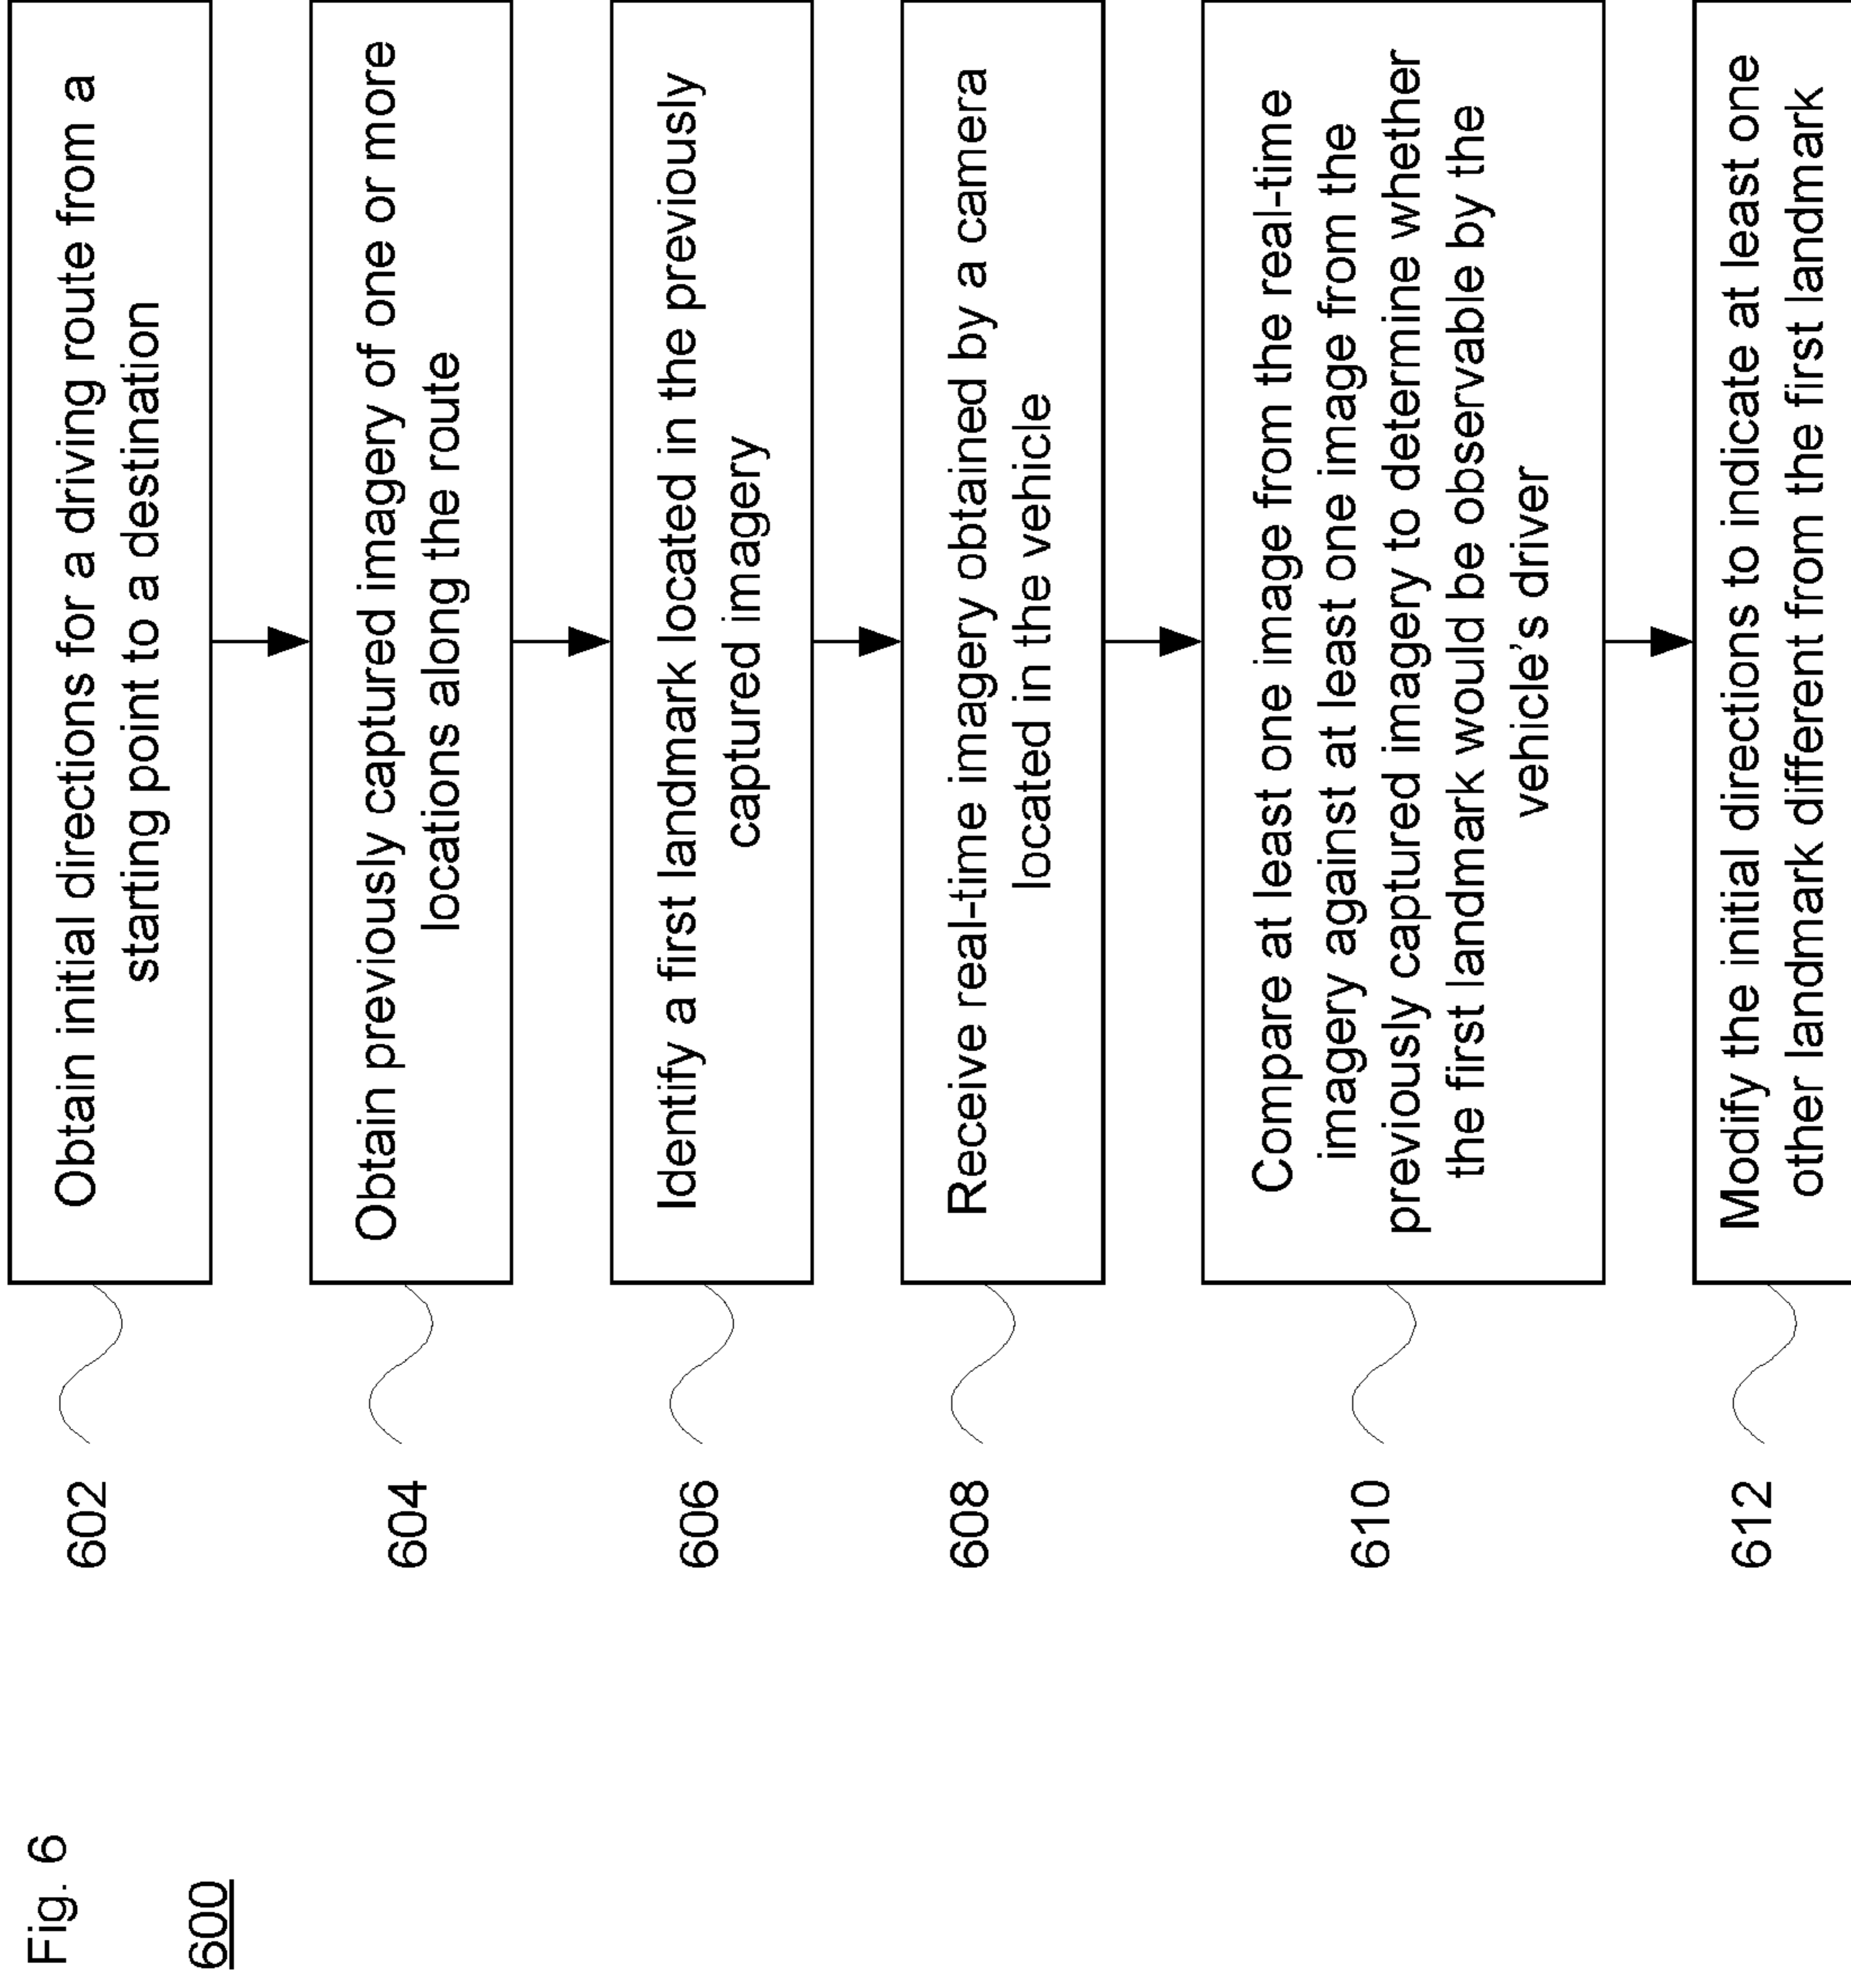 Fig. 6
600
602
Obtain initial directions for a driving route from a
starting point to a destination
604
Obtain previously captured imagery of one or more
locations along the route
606
Identify a first landmark located in the previously
captured imagery
608
Receive real-time imagery obtained by a camera
located in the vehicle
610
Compare at least one image from the real-time
imagery against at least one image from the
previously captured imagery to determine whether
the first landmark would be observable by the
vehicle's driver
612
Modify the initial directions to indicate at least one
other landmark different from the first landmark